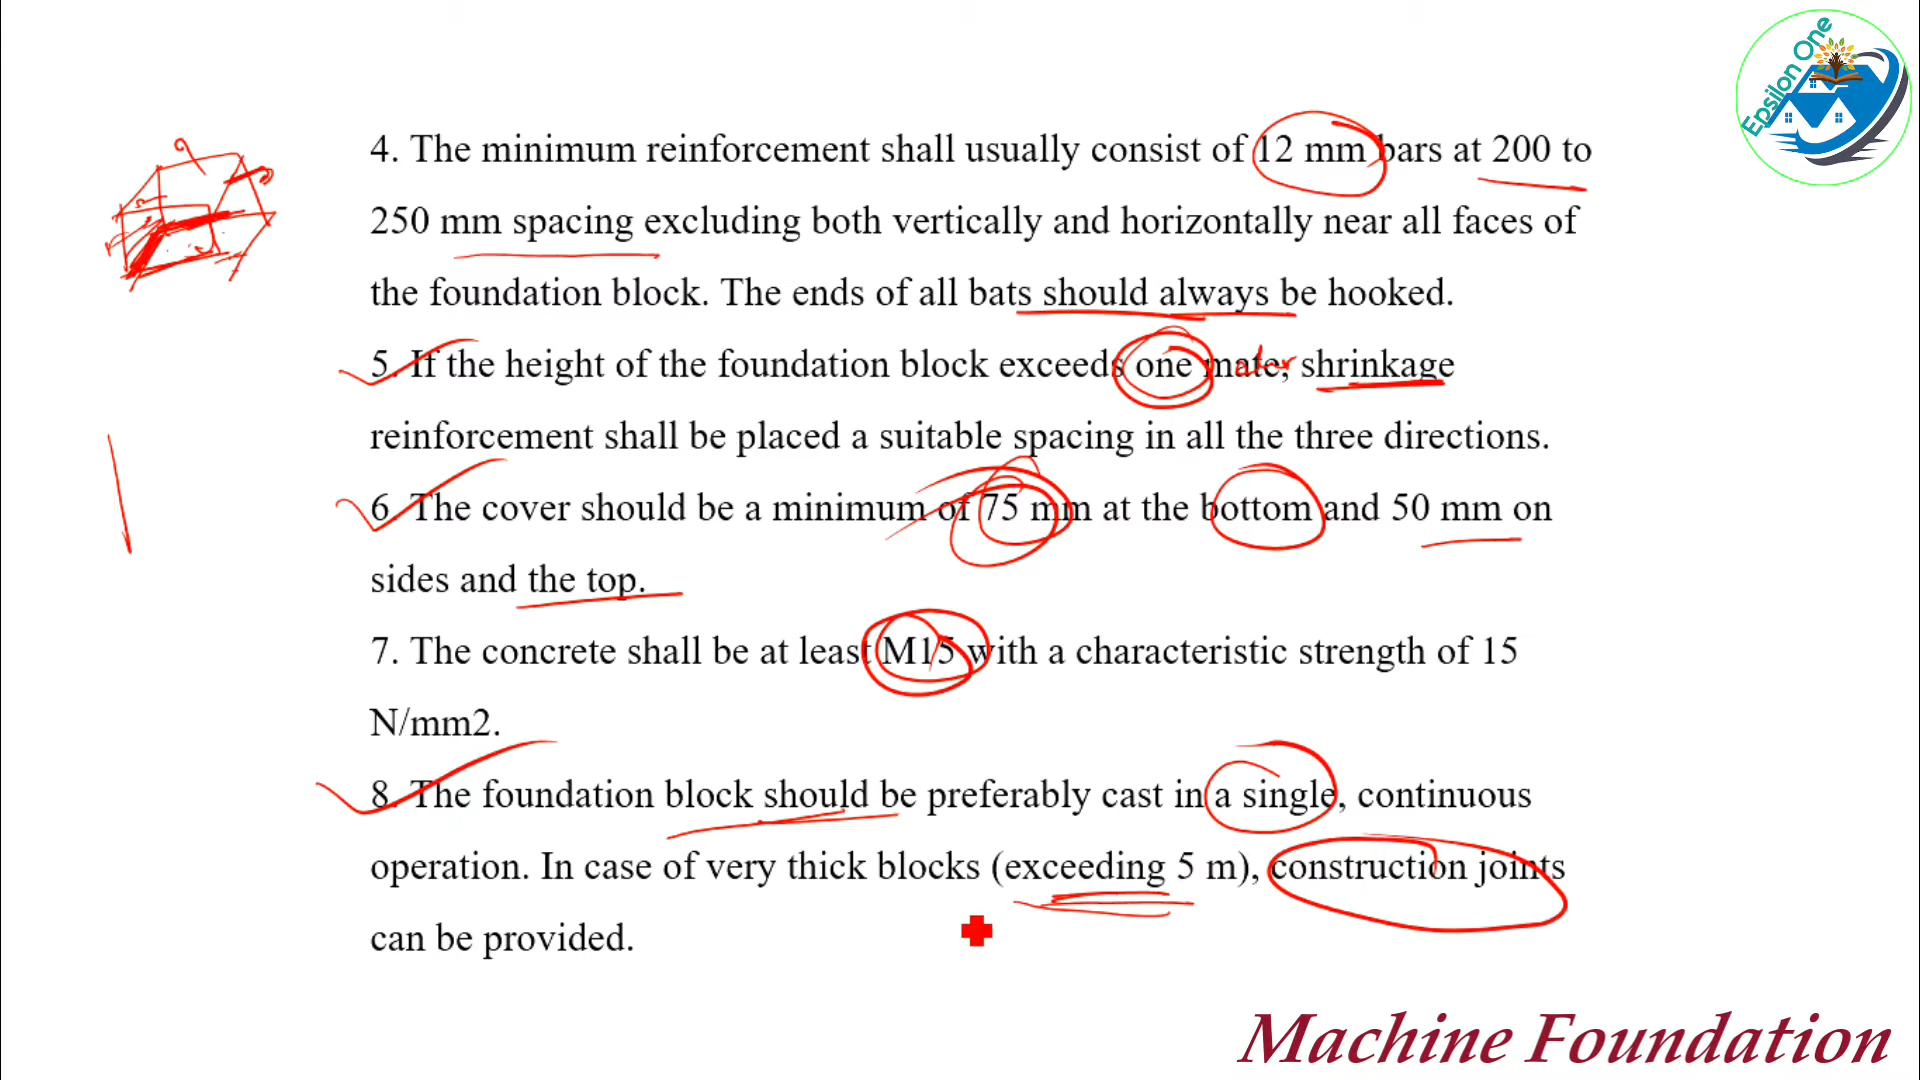 Epsilon One
4. The minimum reinforcement shall usually consist of 12 mm bars at 200 to
250 mm spacing excluding both vertically and horizontally near all faces of
the foundation block. The ends of all bats should always be hooked.
5. If the height of the foundation block exceeds one mate, shrinkage
reinforcement shall be placed a suitable spacing in all the three directions.
6. The cover should be a minimum of 75 mm at the bottom and 50 mm on
sides and the top.
7. The concrete shall be at least M15 with a characteristic strength of 15
N/mm2.
8. The foundation block should be preferably cast in a single, continuous
operation. In case of very thick blocks (exceeding 5 m), construction joints
can be provided.
Machine Foundation